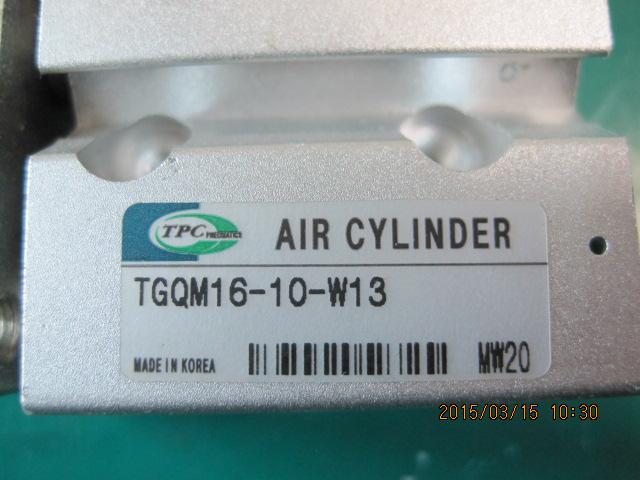 TPC PNEUMATICS
AIR CYLINDER
TGQM16-10-W13
MADE IN KOREA
MW20
2015/03/15 10:30